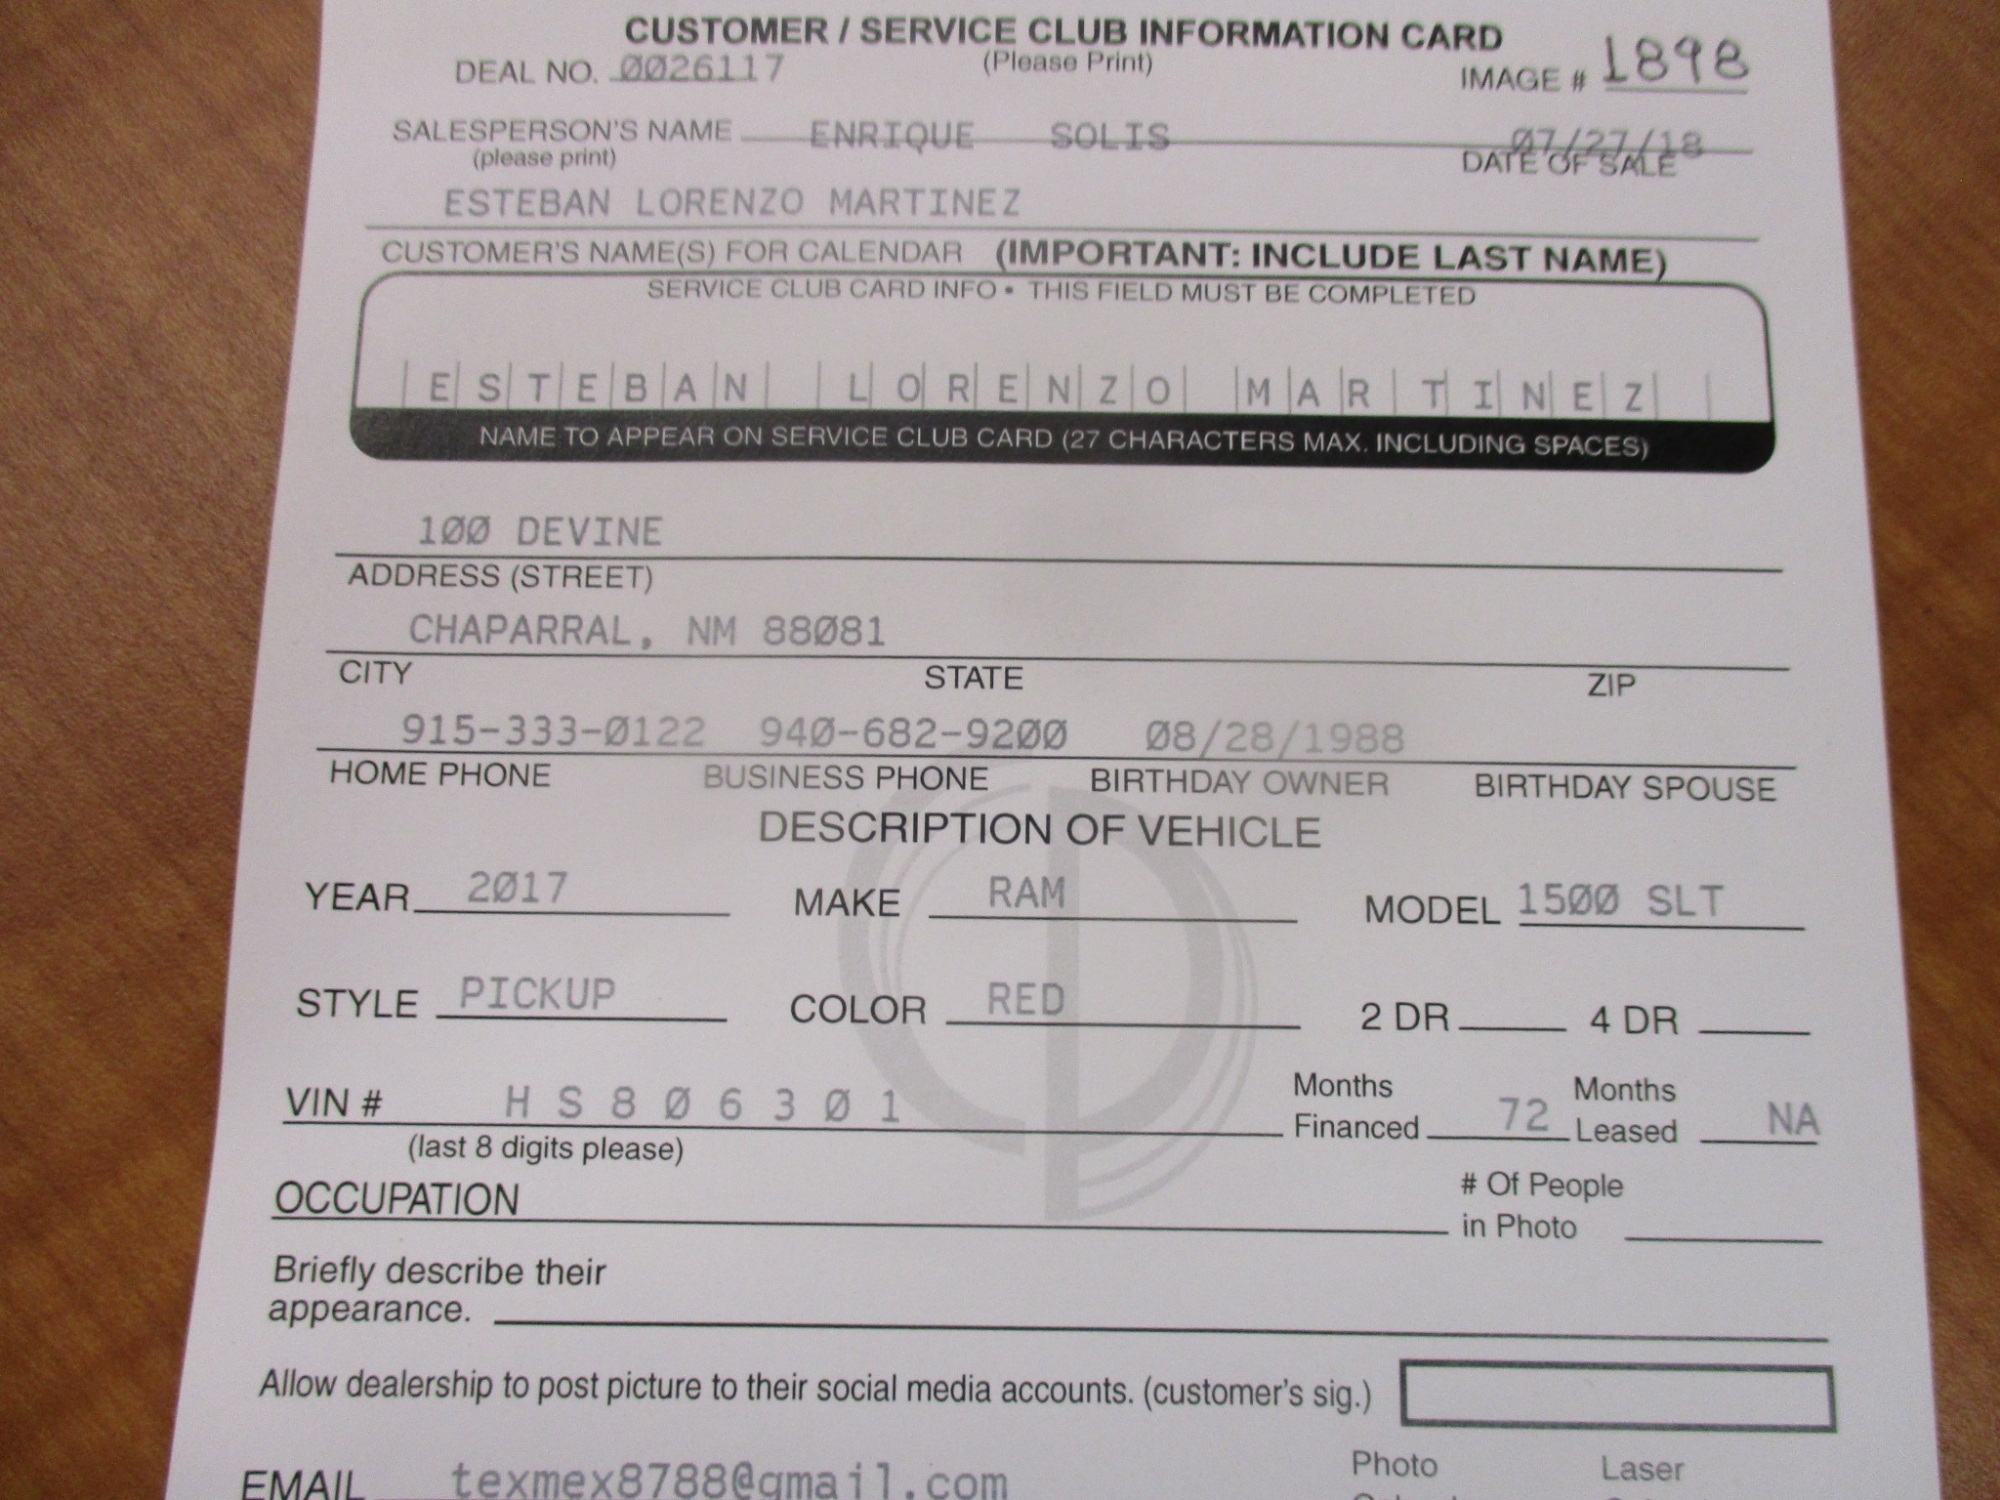 CUSTOMER / SERVICE CLUB INFORMATION CARD
DEAL NO. 0026117 (Please Print) IMAGE # 1898
SALESPERSON'S NAME ENRIQUE SOLIS 07/27/18
(please print) DATE OF SALE
ESTEBAN LORENZO MARTINEZ
CUSTOMER'S NAME(S) FOR CALENDAR (IMPORTANT: INCLUDE LAST NAME)
SERVICE CLUB CARD INFO • THIS FIELD MUST BE COMPLETED
ESTEBAN LORENZO MARTINEZ
NAME TO APPEAR ON SERVICE CLUB CARD (27 CHARACTERS MAX. INCLUDING SPACES)
100 DEVINE
ADDRESS (STREET)
CHAPARRAL, NM 88081
CITY STATE ZIP
915-333-0122 940-682-9200 08/28/1988
HOME PHONE BUSINESS PHONE BIRTHDAY OWNER BIRTHDAY SPOUSE
DESCRIPTION OF VEHICLE
YEAR 2017 MAKE RAM MODEL 1500 SLT
STYLE PICKUP COLOR RED 2 DR 4 DR
VIN # HS806301 Months Financed 72 Months Leased NA
(last 8 digits please)
OCCUPATION # Of People in Photo
Briefly describe their
appearance.
Allow dealership to post picture to their social media accounts. (customer's sig.)
EMAIL texmex8788@gmail.com Photo Laser